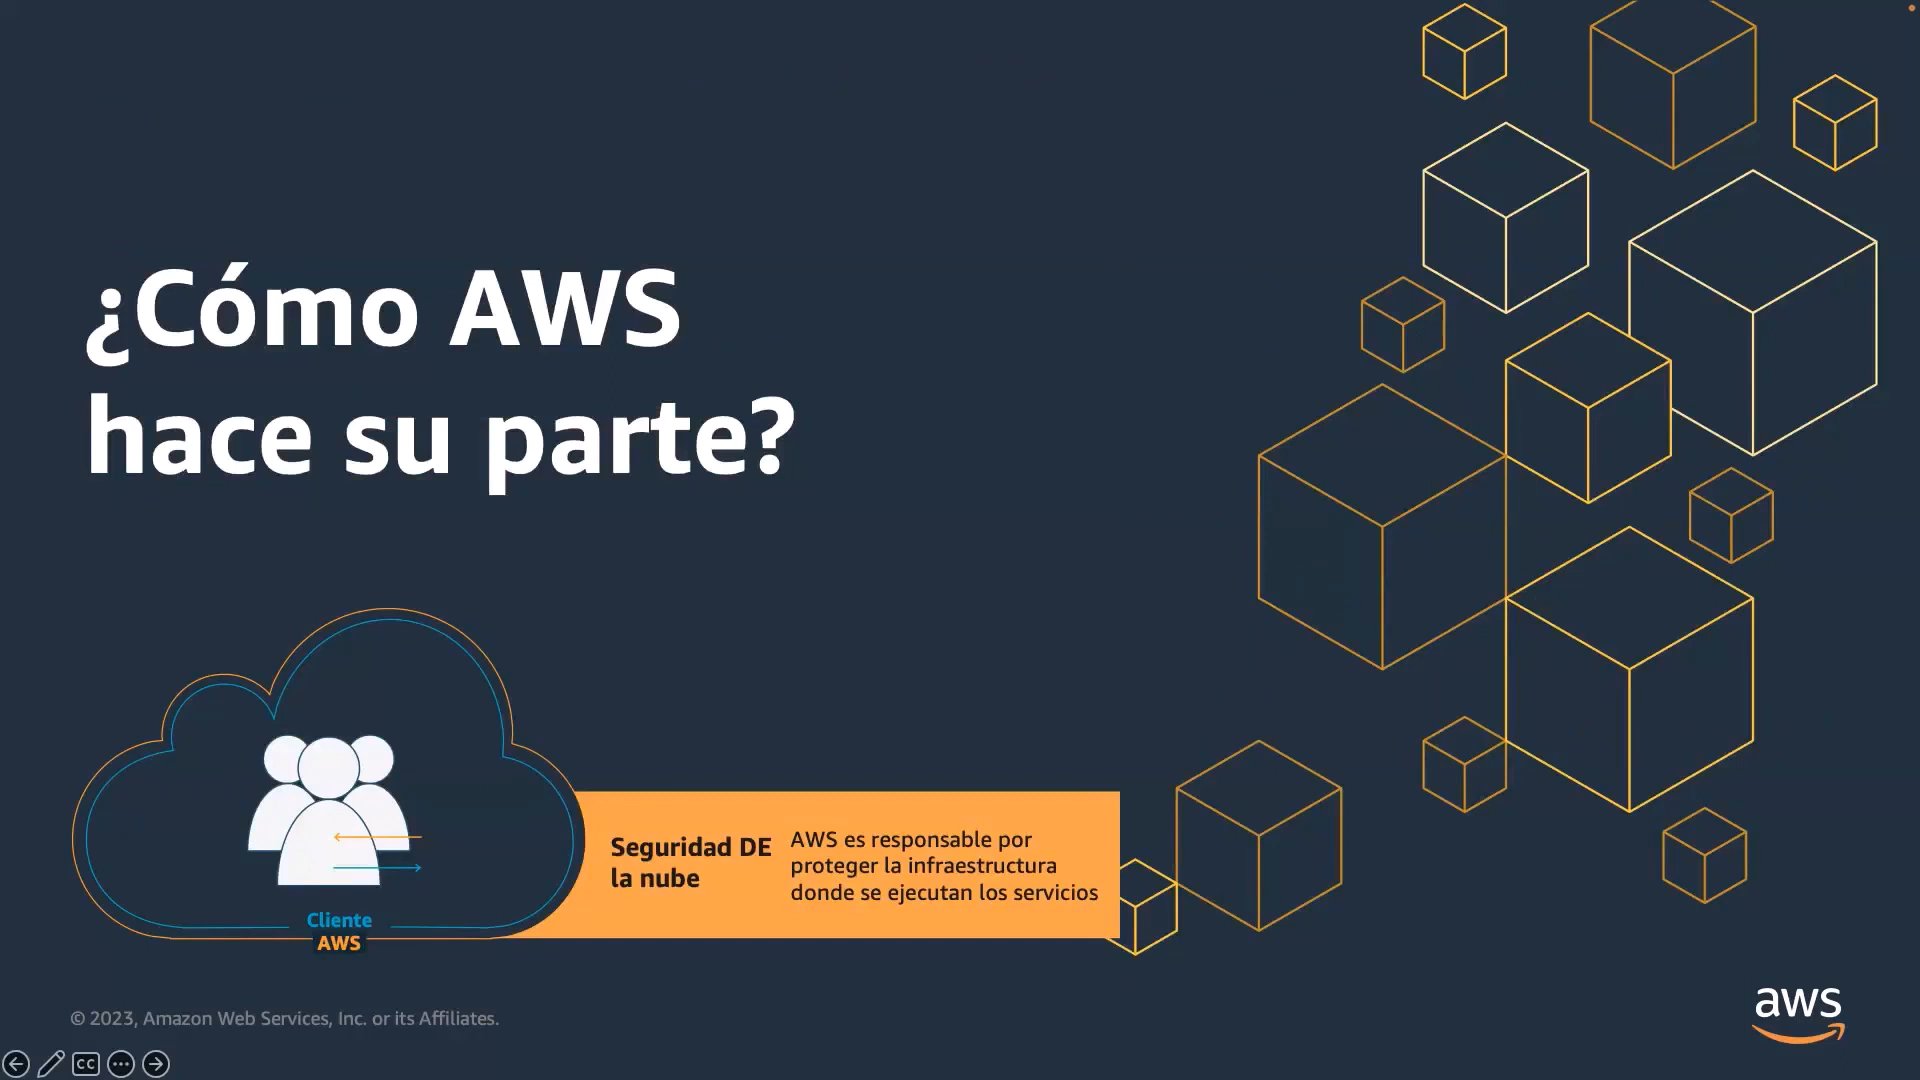 ¿Cómo AWS
hace su parte?
Seguridad DE
la nube
AWS es responsable por
proteger la infraestructura
donde se ejecutan los servicios
Cliente
AWS
© 2023, Amazon Web Services, Inc. or its Affiliates.
aws
CC